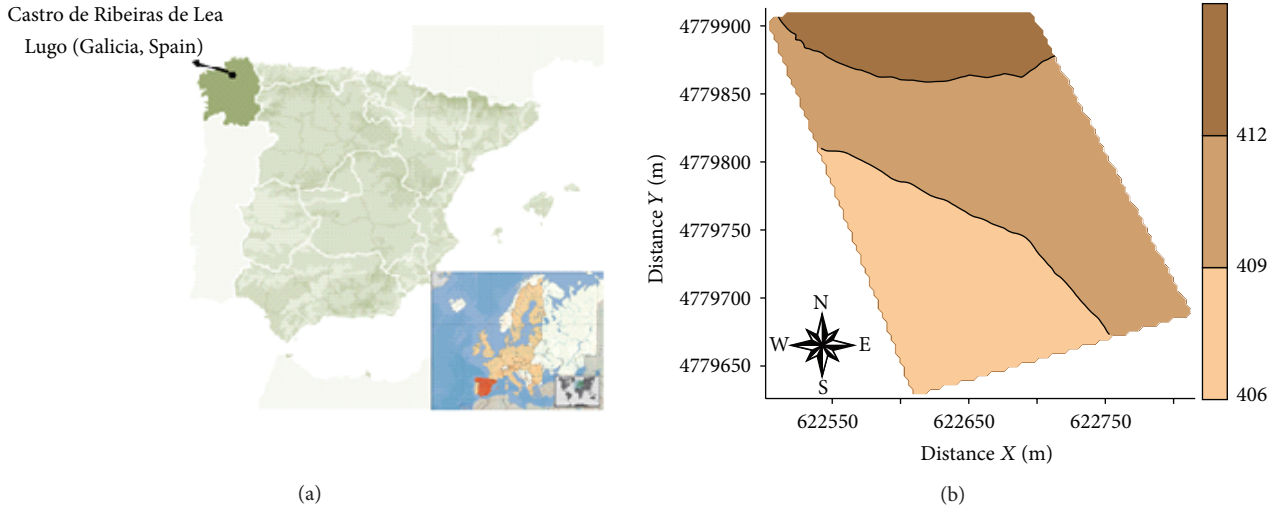 Castro de Ribeiras de Lea
Lugo (Galicia, Spain)
(a)
4779900
4779850
4779800
4779750
4779700
4779650
Distance Y (m)
N
W E
S
622550 622650 622750
Distance X (m)
412
409
406
(b)